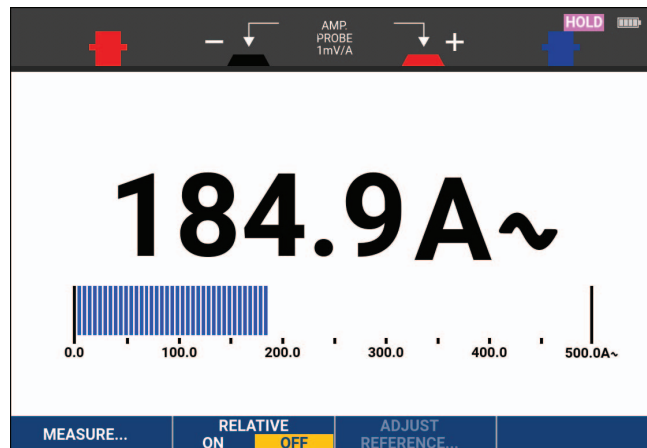 AMP.
PROBE
1mV/A
HOLD
− +
184.9A∿
0.0 100.0 200.0 300.0 400.0 500.0A∿
MEASURE...
RELATIVE
ON OFF
ADJUST
REFERENCE...